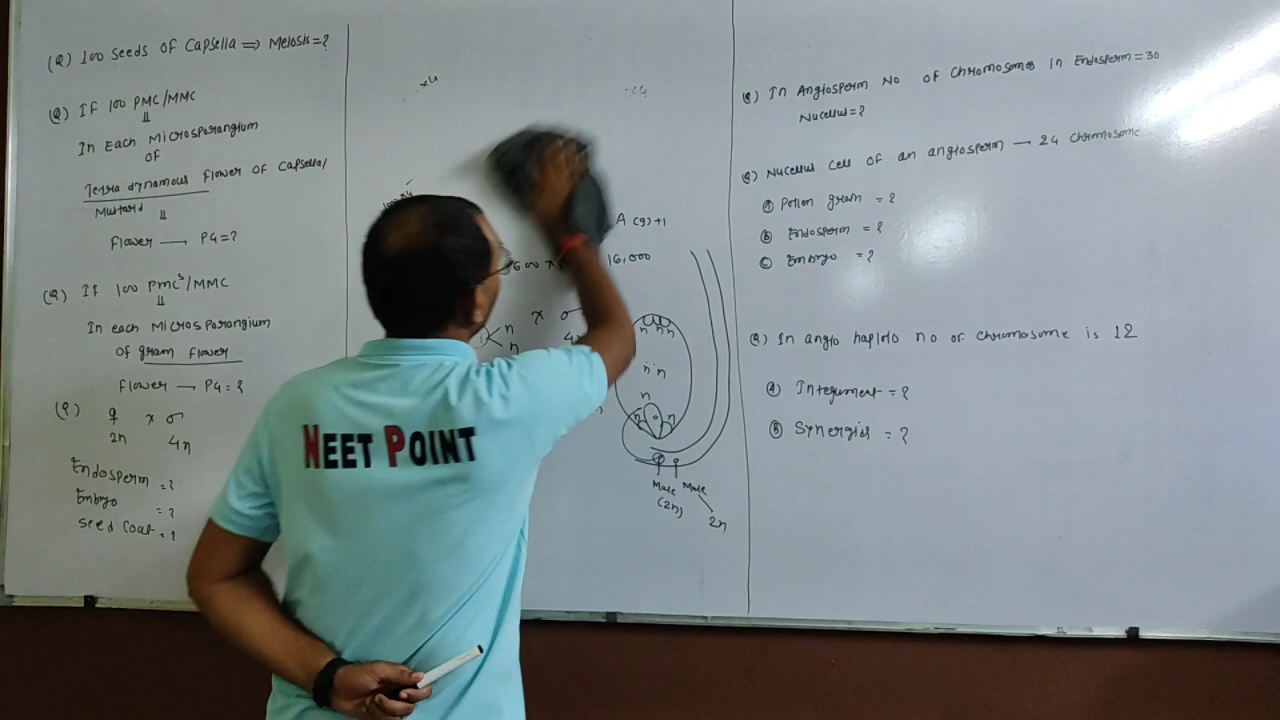 (Q) 100 Seeds of Capsella ⇒ Meiosis = ?
(Q) If 100 PMC/MMC
In Each Microsporangium
OF
Tetra dynamous flower of Capsella/
Mustard
Flower → PG = ?
(Q) If 100 PMC's/MMC
In each Microsporangium
of gram flower
Flower → PG = ?
(Q) ♀ x ♂
2n 4n
Endosperm = ?
Embryo = ?
Seed Coat = ?
×4
A (g) + 1
600 x
16,000
x ♂
n
n
n n n
n n
n
n n
Male Male
(2n)
2n
NEET POINT
(Q) In Angiosperm No of Chromosomes in Endosperm = 30
Nucellus = ?
(Q) Nucellus cell of an angiosperm → 24 Chromosome
(A) Pollen grain = ?
(B) Endosperm = ?
(C) Embryo = ?
(Q) In angio haplo no of chromosome is 12
(A) Integument = ?
(B) Synergids = ?